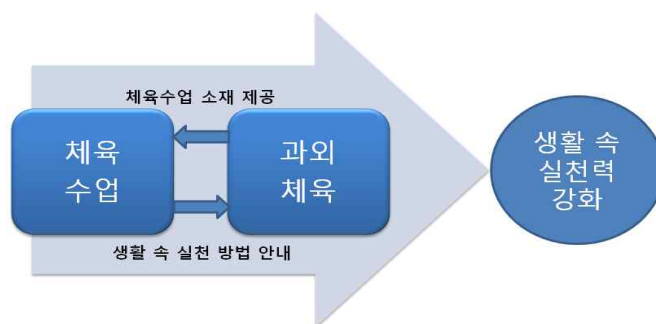 체육수업 소재 제공
체육
수업
과외
체육
생활 속 실천 방법 안내
생활 속
실천력
강화